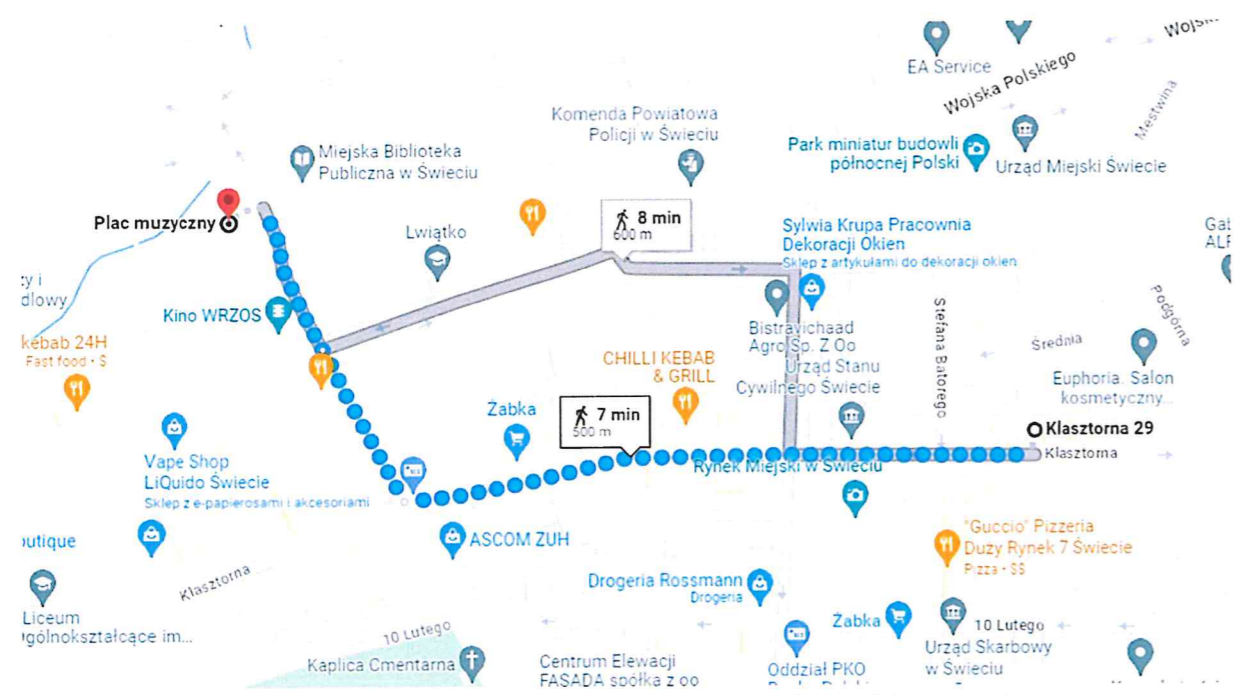 EA Service
Wojska Polskiego
Mestwina
Komenda Powiatowa
Policji w Świeciu
Park miniatur budowli
północnej Polski
Urząd Miejski Świecie
Miejska Biblioteka
Publiczna w Świeciu
Plac muzyczny
Lwiątko
8 min
600 m
Sylwia Krupa Pracownia
Dekoracji Okien
Sklep z artykułami do dekoracji okien
Kino WRZOS
kebab 24H
Fast food • $
CHILLI KEBAB
& GRILL
Bistravichaad
Agro Sp. Z Oo
Urząd Stanu
Cywilnego Świecie
Stefana Batorego
Średnia
Podgórna
Euphoria. Salon
kosmetyczny...
Żabka
7 min
500 m
Klasztorna 29
Klasztorna
Rynek Miejski w Świeciu
Vape Shop
LiQuido Świecie
Sklep z e-papierosami i akcesoriami
ASCOM ZUH
"Guccio" Pizzeria
Duży Rynek 7 Świecie
Pizza • $$
Klasztorna
Drogeria Rossmann
Drogeria
Liceum
10 Lutego
Żabka
10 Lutego
Urząd Skarbowy
w Świeciu
Kaplica Cmentarna
Centrum Elewacji
FASADA spółka z oo
Oddział PKO